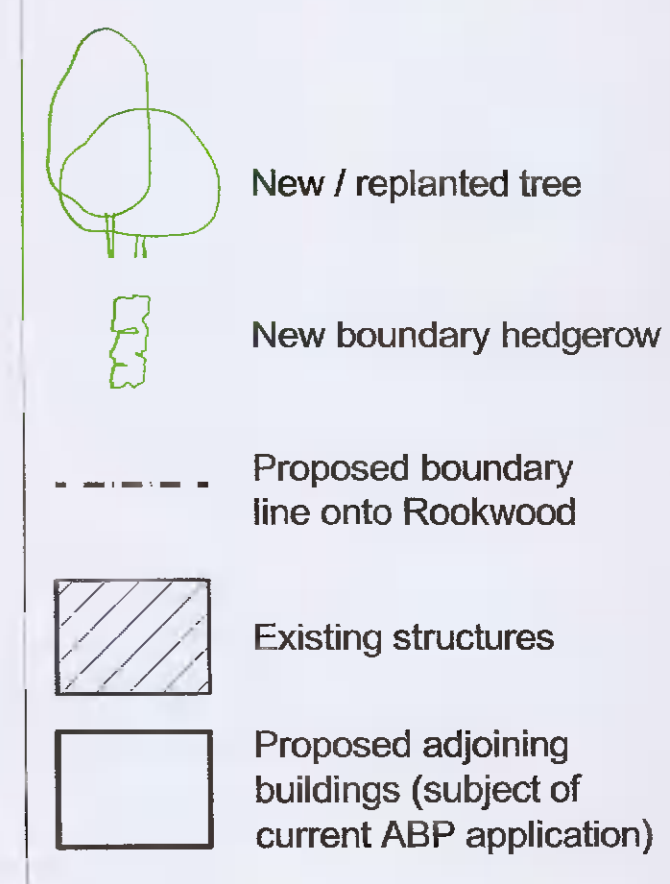 New / replanted tree
New boundary hedgerow
Proposed boundary
line onto Rookwood
Existing structures
Proposed adjoining
buildings (subject of
current ABP application)